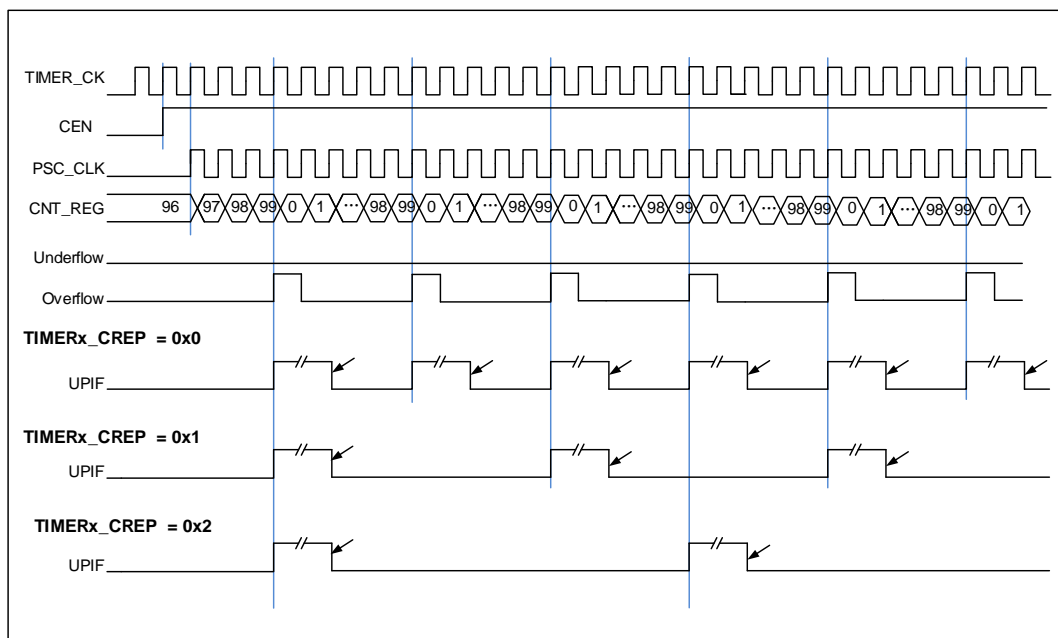 TIMER_CK
CEN
PSC_CLK
CNT_REG 96 97 98 99 0 1 ... 98 99 0 1 ... 98 99 0 1 ... 98 99 0 1 ... 98 99 0 1 ... 98 99 0 1
Underflow
Overflow
TIMERx_CREP = 0x0
UPIF
TIMERx_CREP = 0x1
UPIF
TIMERx_CREP = 0x2
UPIF